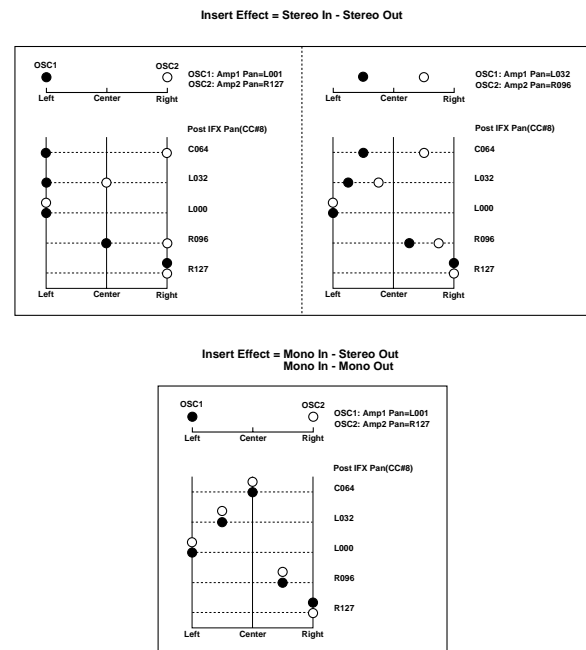 Insert Effect = Stereo In - Stereo Out
OSC1 OSC2
OSC1: Amp1 Pan=L001
OSC2: Amp2 Pan=R127
Left Center Right
OSC1: Amp1 Pan=L032
OSC2: Amp2 Pan=R096
Left Center Right
Post IFX Pan(CC#8)
C064
L032
L000
R096
R127
Left Center Right
Post IFX Pan(CC#8)
C064
L032
L000
R096
R127
Left Center Right
Insert Effect = Mono In - Stereo Out
Mono In - Mono Out
OSC1 OSC2
OSC1: Amp1 Pan=L001
OSC2: Amp2 Pan=R127
Left Center Right
Post IFX Pan(CC#8)
C064
L032
L000
R096
R127
Left Center Right